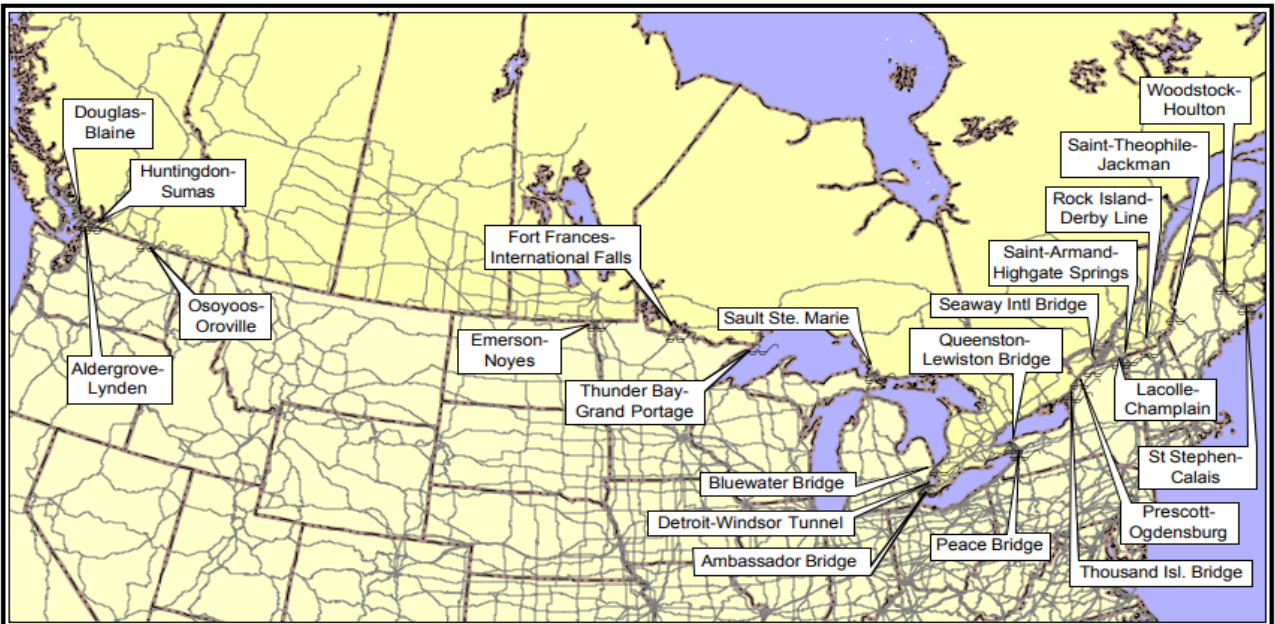 Douglas-
Blaine
Huntingdon-
Sumas
Osoyoos-
Oroville
Aldergrove-
Lynden
Fort Frances-
International Falls
Emerson-
Noyes
Thunder Bay-
Grand Portage
Sault Ste. Marie
Woodstock-
Houlton
Saint-Theophile-
Jackman
Rock Island-
Derby Line
Saint-Armand-
Highgate Springs
Seaway Intl Bridge
Queenston-
Lewiston Bridge
Lacolle-
Champlain
St Stephen-
Calais
Prescott-
Ogdensburg
Thousand Isl. Bridge
Peace Bridge
Bluewater Bridge
Detroit-Windsor Tunnel
Ambassador Bridge